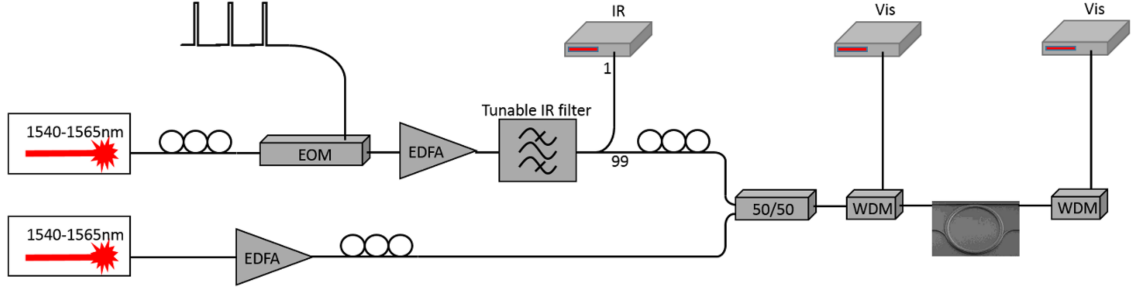 IR
Vis
Vis
1
Tunable IR filter
1540-1565nm
EOM
EDFA
99
50/50
WDM
WDM
1540-1565nm
EDFA